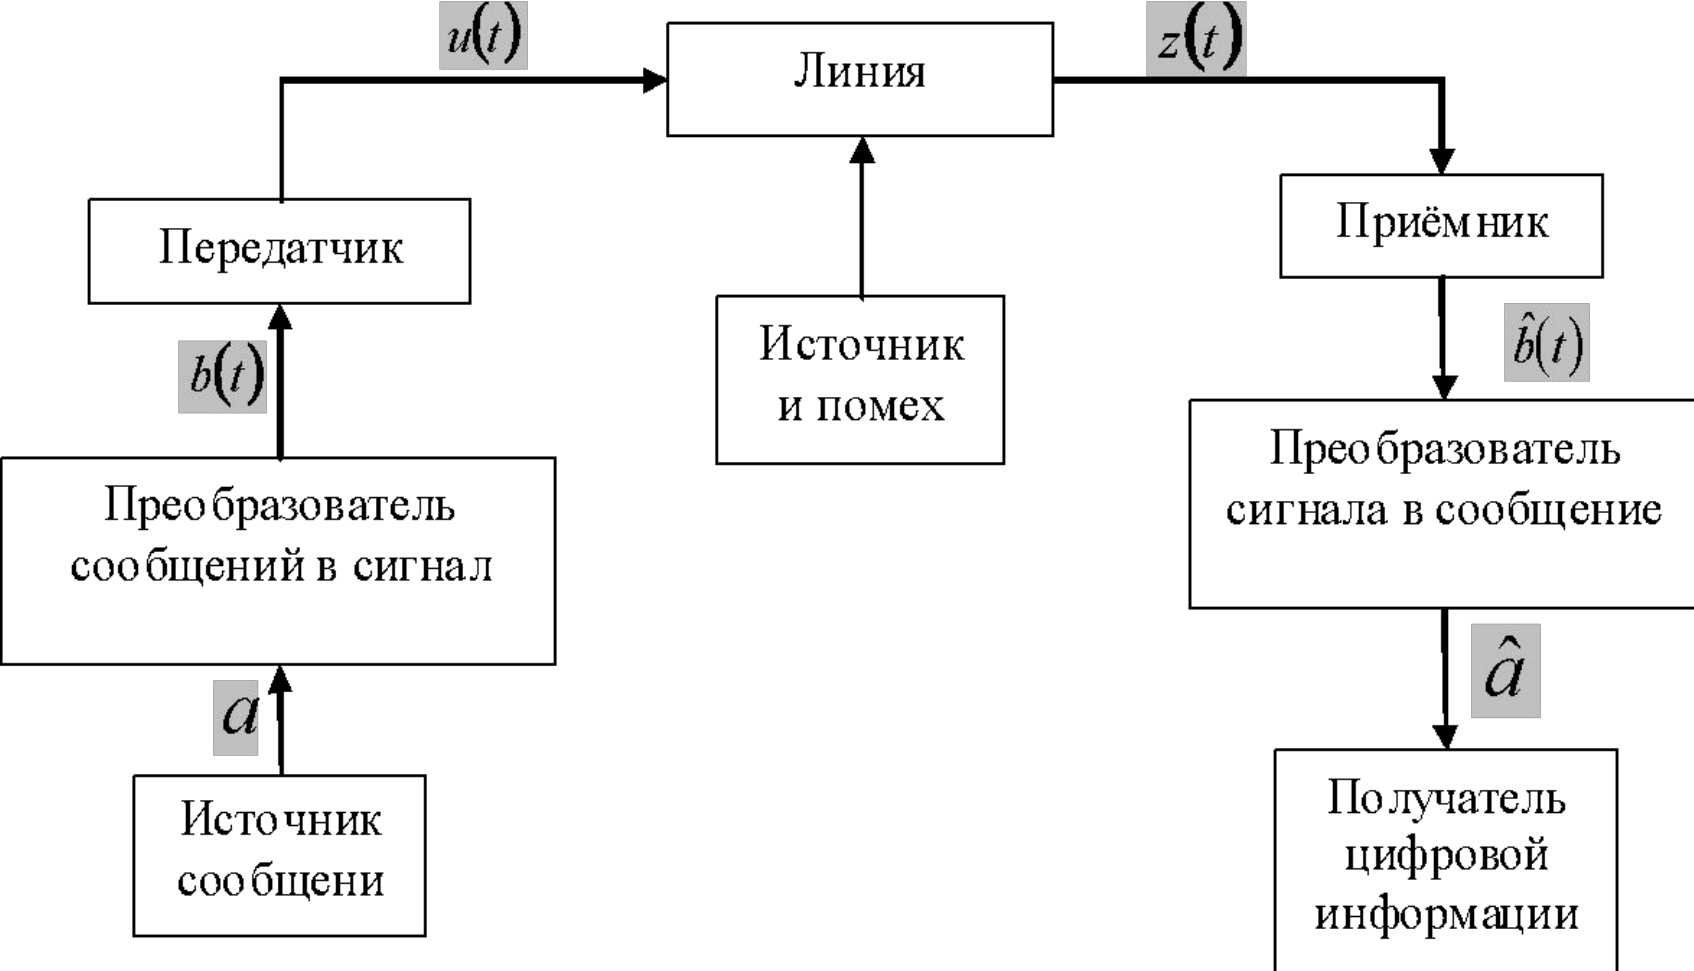 u(t)
Линия
z(t)
Передатчик
Приёмник
b(t)
Источник
и помех
b̂(t)
Преобразователь
сообщений в сигнал
Преобразователь
сигнала в сообщение
a
â
Источник
сообщени
Получатель
цифровой
информации